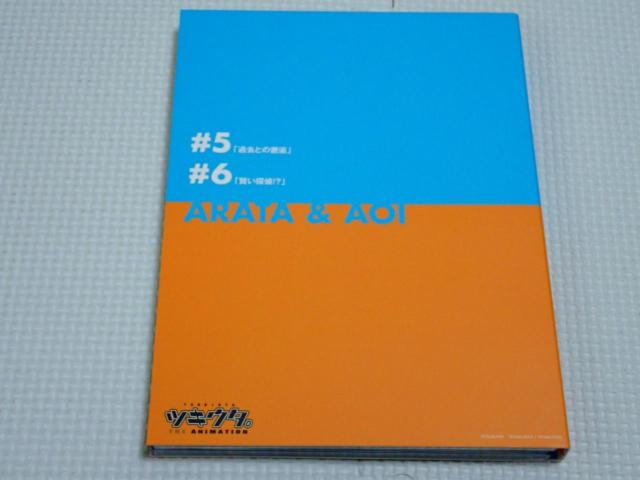 #5「過去との邂逅」
#6「賢い探偵!?」
ARATA & AOI
TSUKIUTA
ツキウタ。
THE ANIMATION